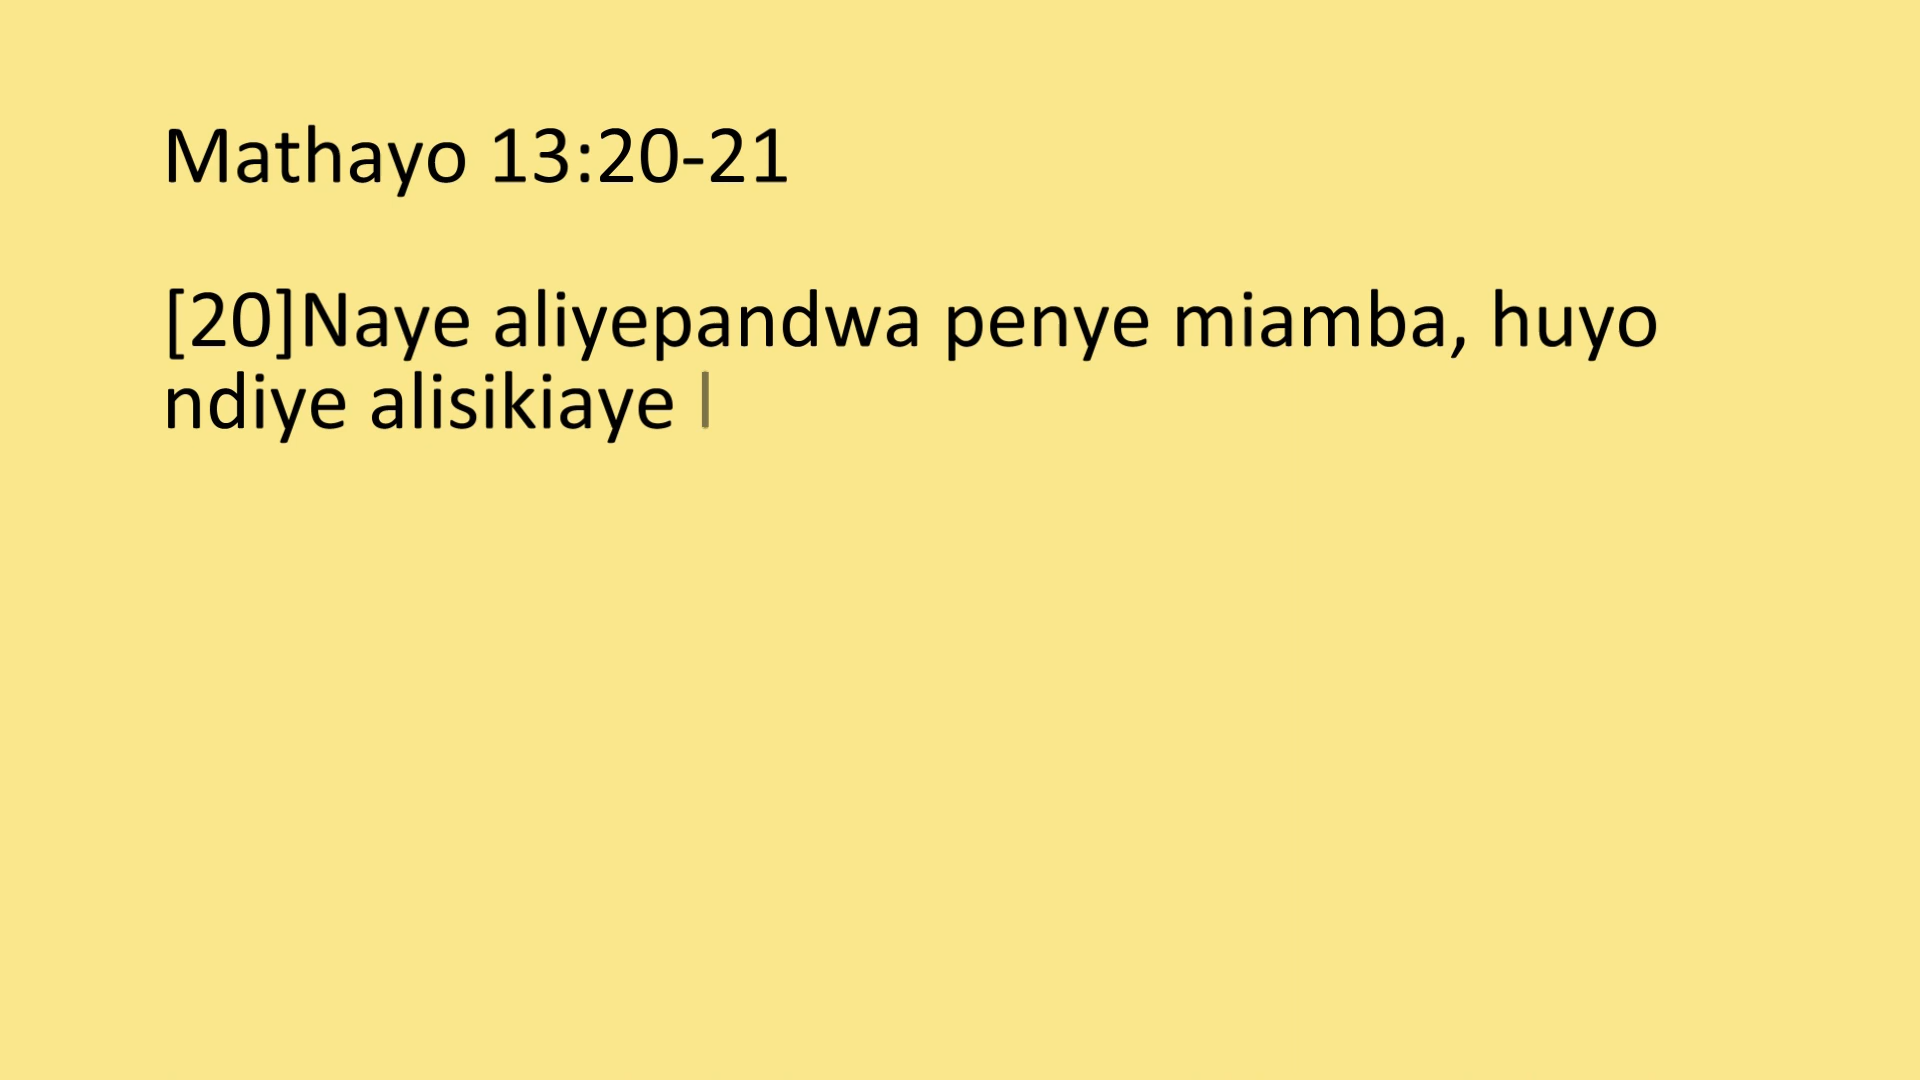 Mathayo 13:20-21
[20]Naye aliyepandwa penye miamba, huyo
ndiye alisikiaye l